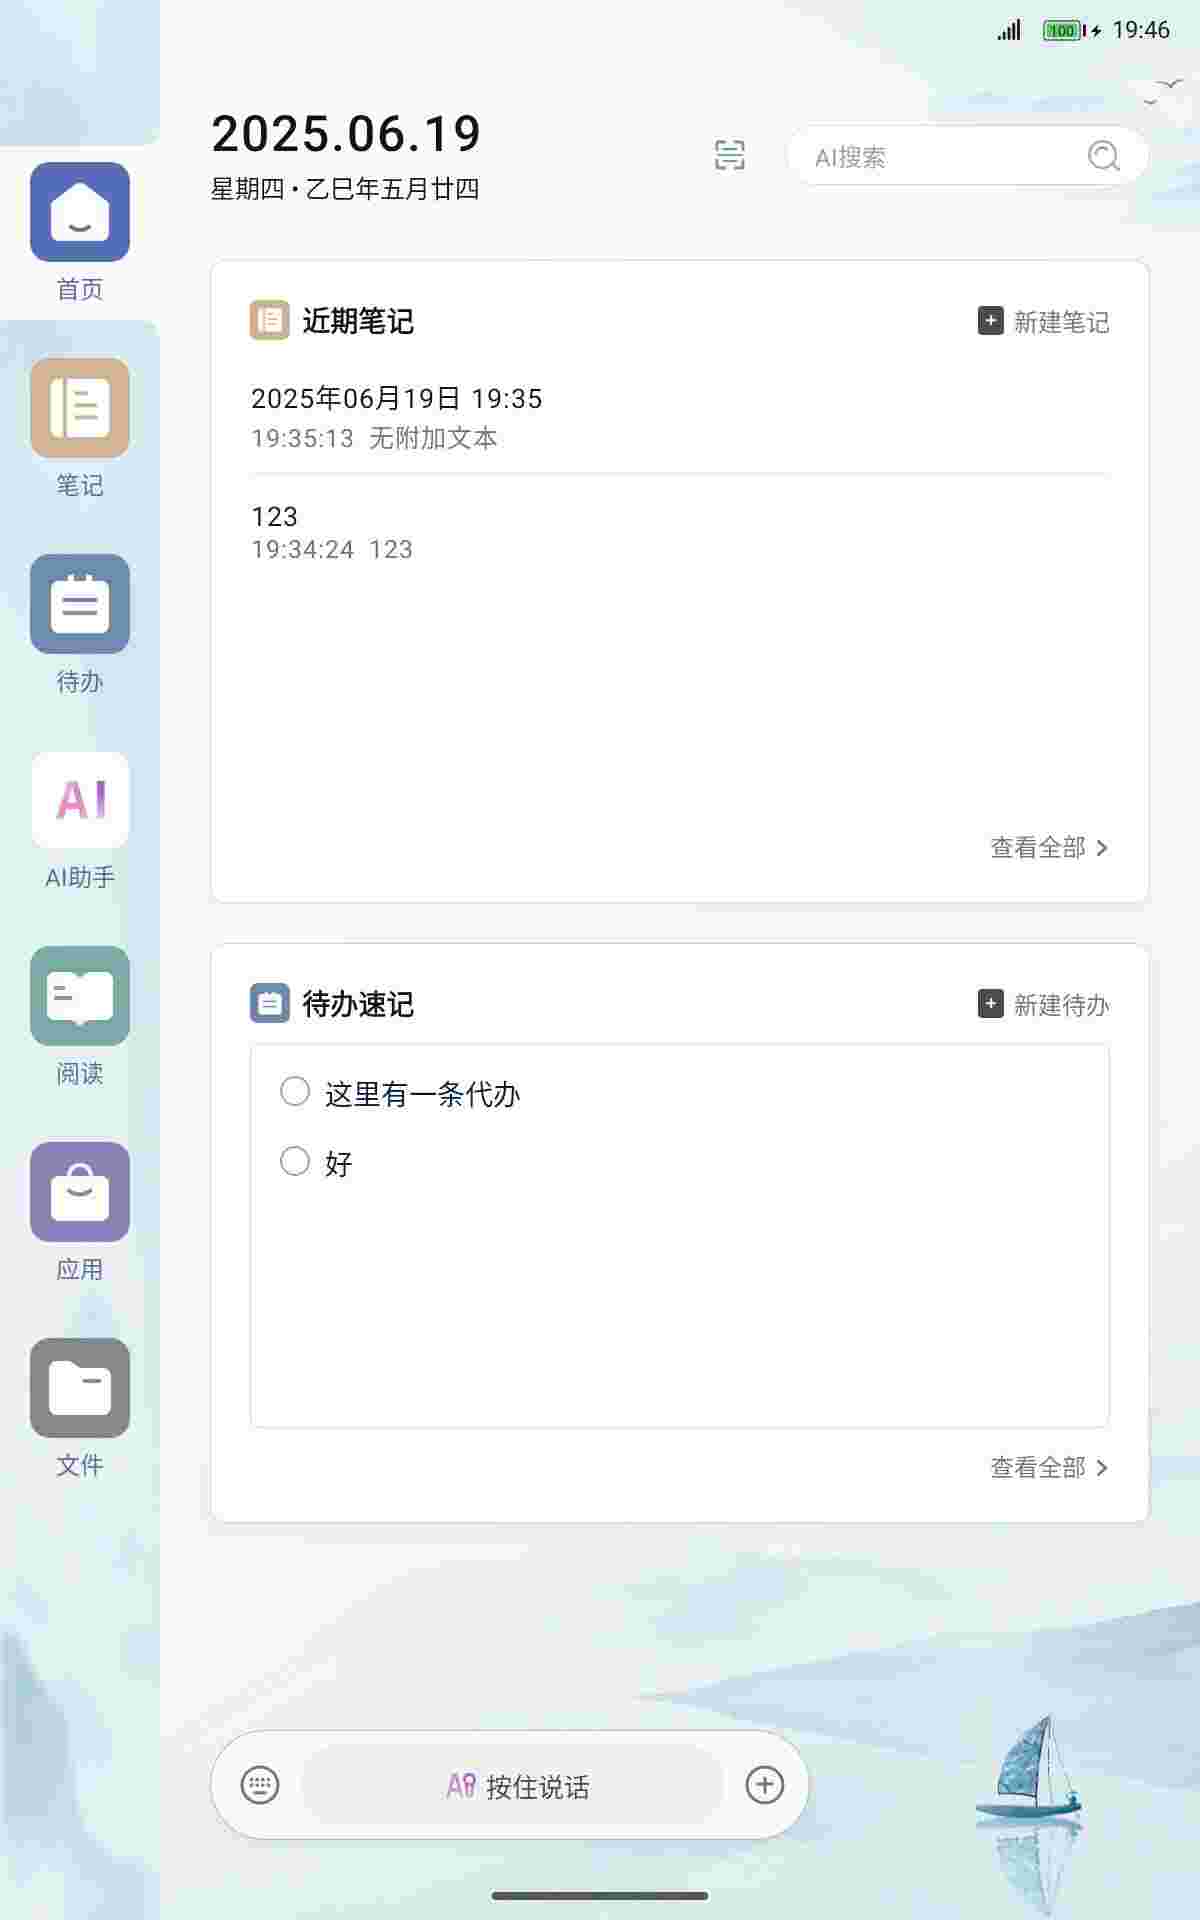 100 19:46
2025.06.19
星期四·乙巳年五月廿四
AI搜索
首页
笔记
待办
AI
AI助手
阅读
应用
文件
近期笔记
新建笔记
2025年06月19日 19:35
19:35:13 无附加文本
123
19:34:24 123
查看全部
待办速记
新建待办
这里有一条代办
好
查看全部
AI 按住说话